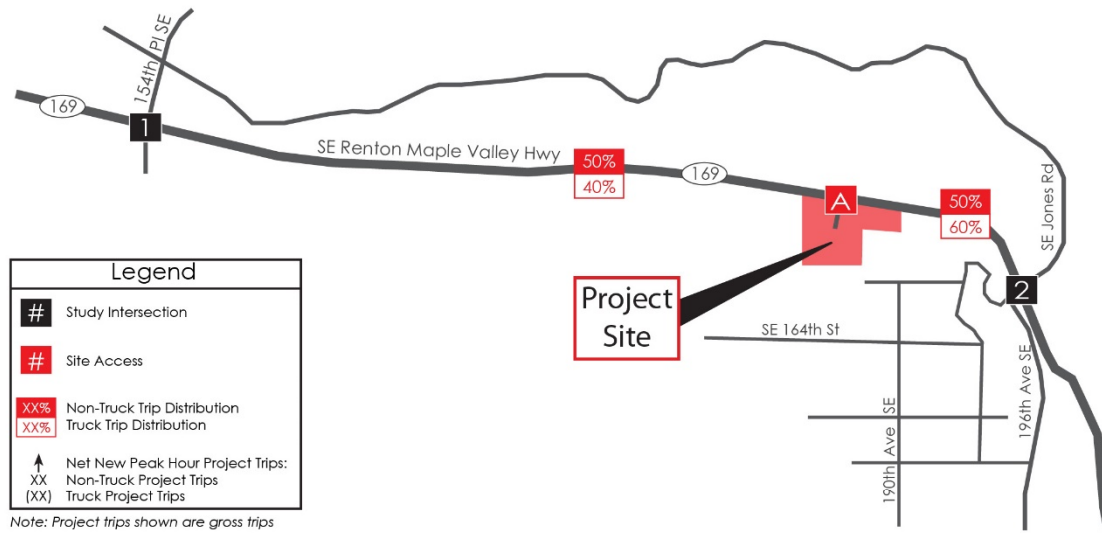 154th Pl SE
169
1
SE Renton Maple Valley Hwy
50%
40%
169
A
50%
60%
SE Jones Rd
2
Project
Site
SE 164th St
190th Ave SE
196th Ave SE
Legend
# Study Intersection
# Site Access
XX% Non-Truck Trip Distribution
XX% Truck Trip Distribution
Net New Peak Hour Project Trips:
XX Non-Truck Project Trips
(XX) Truck Project Trips
Note: Project trips shown are gross trips